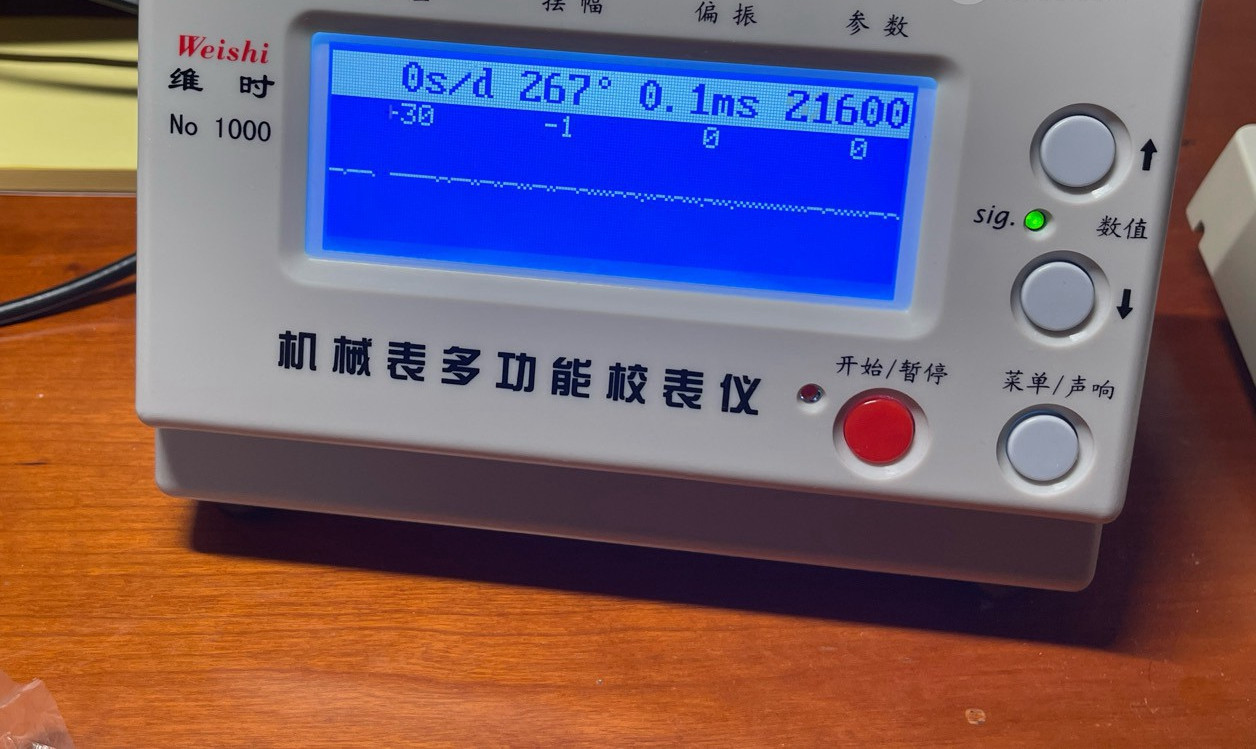 摆幅 偏振 参数
Weishi
维时
No 1000
0s/d 267° 0.1ms 21600
+30 -1 0 0
sig.
数值
机械表多功能校表仪
开始/暂停
菜单/声响